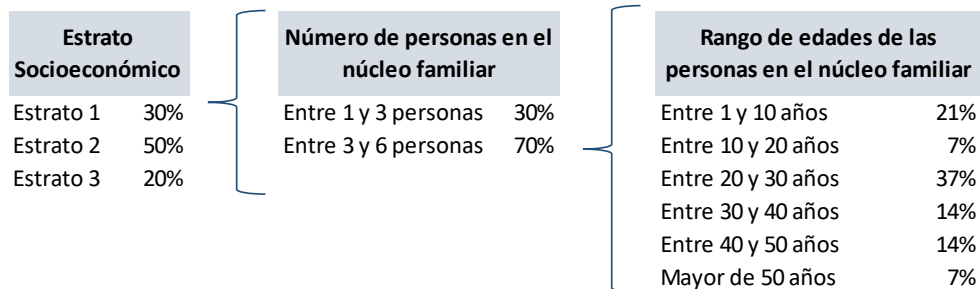 Estrato
Socioeconómico
Estrato 1 30%
Estrato 2 50%
Estrato 3 20%
Número de personas en el
núcleo familiar
Entre 1 y 3 personas 30%
Entre 3 y 6 personas 70%
Rango de edades de las
personas en el núcleo familiar
Entre 1 y 10 años 21%
Entre 10 y 20 años 7%
Entre 20 y 30 años 37%
Entre 30 y 40 años 14%
Entre 40 y 50 años 14%
Mayor de 50 años 7%